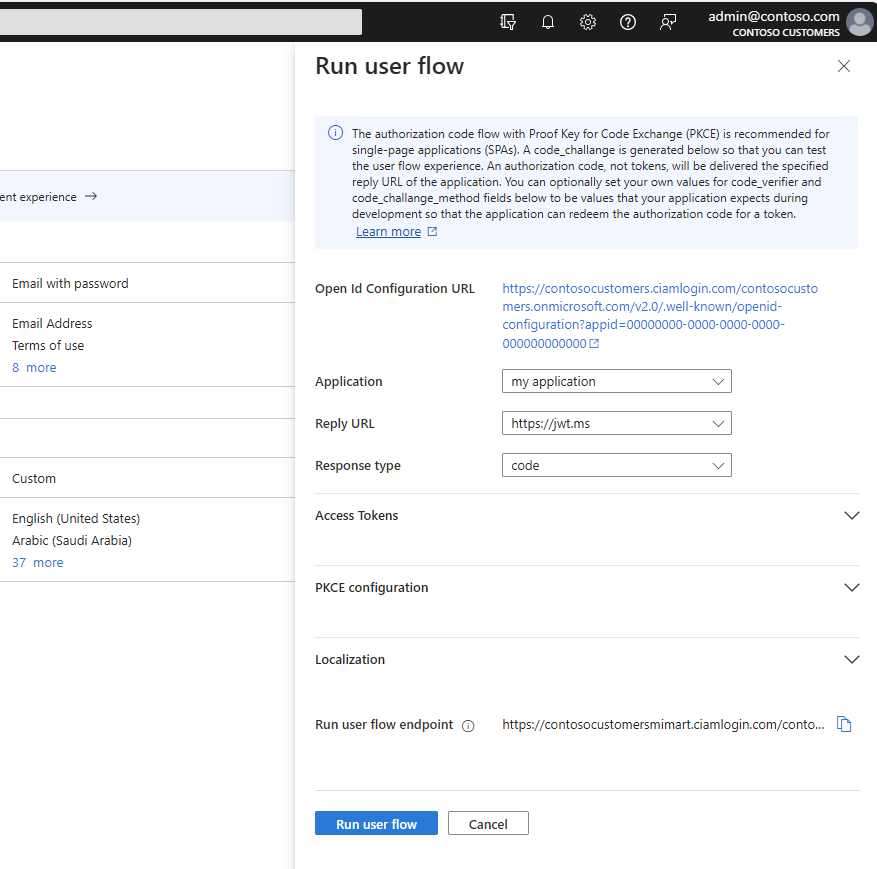 admin@contoso.com
CONTOSO CUSTOMERS
Run user flow
The authorization code flow with Proof Key for Code Exchange (PKCE) is recommended for
single-page applications (SPAs). A code_challange is generated below so that you can test
the user flow experience. An authorization code, not tokens, will be delivered the specified
reply URL of the application. You can optionally set your own values for code_verifier and
code_challange_method fields below to be values that your application expects during
development so that the application can redeem the authorization code for a token.
Learn more
ent experience →
Email with password
Email Address
Terms of use
8 more
Custom
English (United States)
Arabic (Saudi Arabia)
37 more
Open Id Configuration URL
https://contosocustomers.ciamlogin.com/contosocusto
mers.onmicrosoft.com/v2.0/.well-known/openid-
configuration?appid=00000000-0000-0000-0000-
000000000000
Application
my application
Reply URL
https://jwt.ms
Response type
code
Access Tokens
PKCE configuration
Localization
Run user flow endpoint
https://contosocustomersmimart.ciamlogin.com/conto...
Run user flow
Cancel